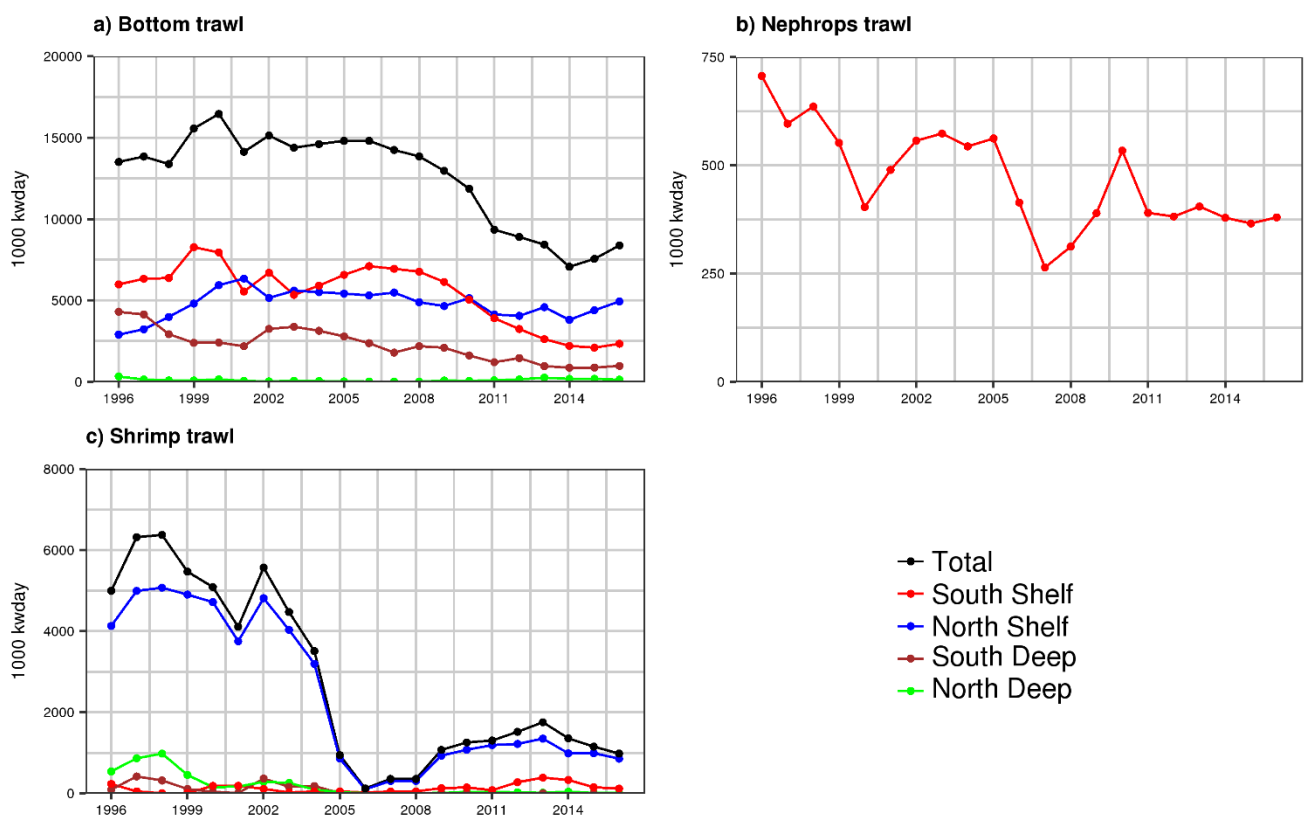 a) Bottom trawl
20000
15000
10000
5000
0
1000 kwday
1996 1999 2002 2005 2008 2011 2014
b) Nephrops trawl
750
500
250
0
1000 kwday
1996 1999 2002 2005 2008 2011 2014
c) Shrimp trawl
8000
6000
4000
2000
0
1000 kwday
1996 1999 2002 2005 2008 2011 2014
Total
South Shelf
North Shelf
South Deep
North Deep